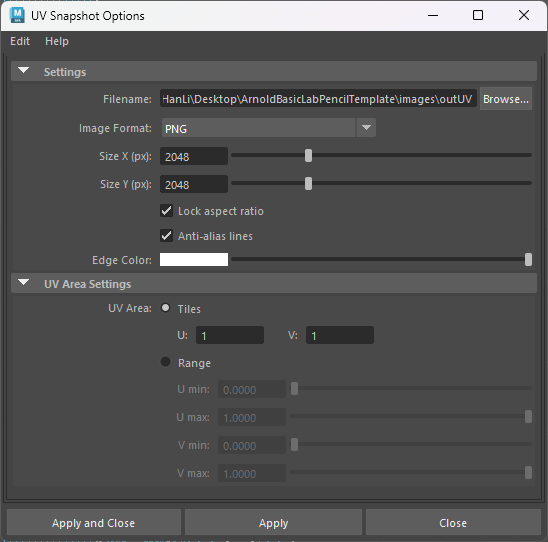 UV Snapshot Options
Edit Help
Settings
Filename: HanLi\Desktop\ArnoldBasicLabPencilTemplate\images\outUV Browse...
Image Format: PNG
Size X (px): 2048
Size Y (px): 2048
Lock aspect ratio
Anti-alias lines
Edge Color:
UV Area Settings
UV Area: Tiles
U: 1 V: 1
Range
U min: 0.0000
U max: 1.0000
V min: 0.0000
V max: 1.0000
Apply and Close Apply Close